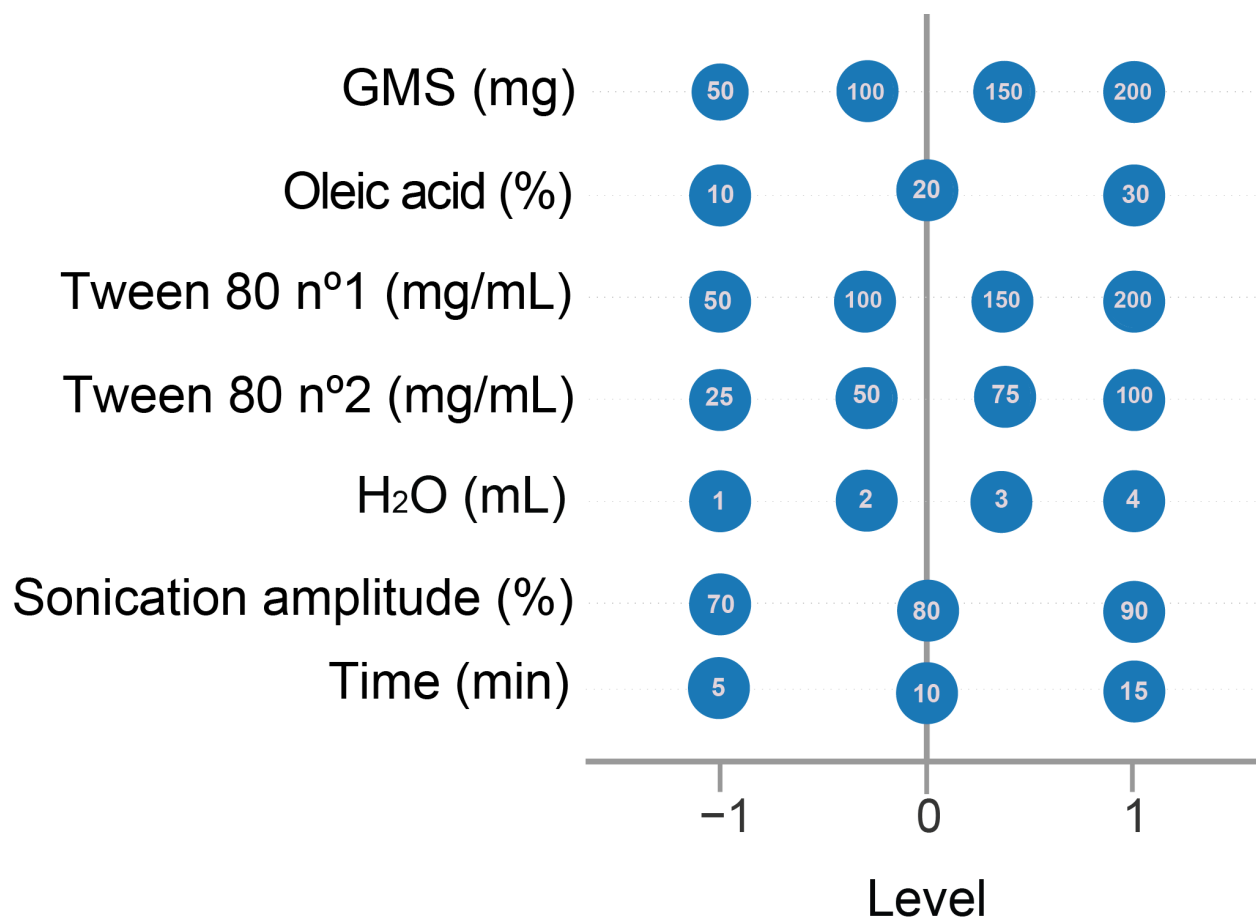 GMS (mg) 50 100 150 200
Oleic acid (%) 10 20 30
Tween 80 nº1 (mg/mL) 50 100 150 200
Tween 80 nº2 (mg/mL) 25 50 75 100
H₂O (mL) 1 2 3 4
Sonication amplitude (%) 70 80 90
Time (min) 5 10 15
−1 0 1
Level